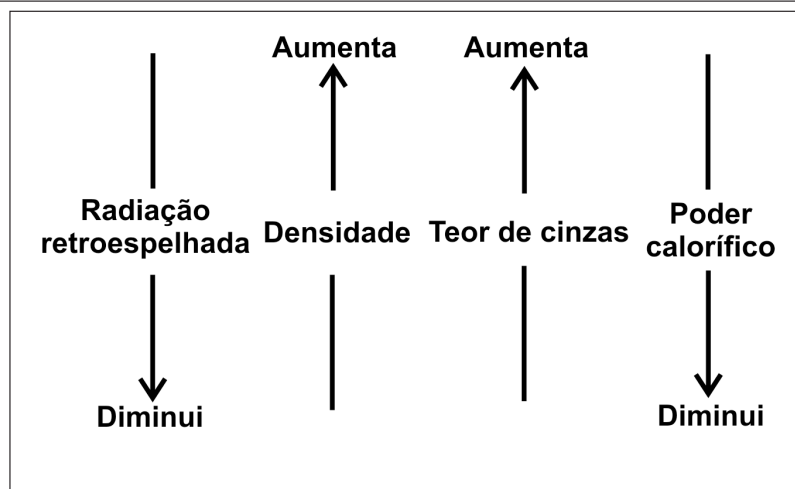 Aumenta
Aumenta
Radiação
retroespelhada
Densidade
Teor de cinzas
Poder
calorífico
Diminui
Diminui